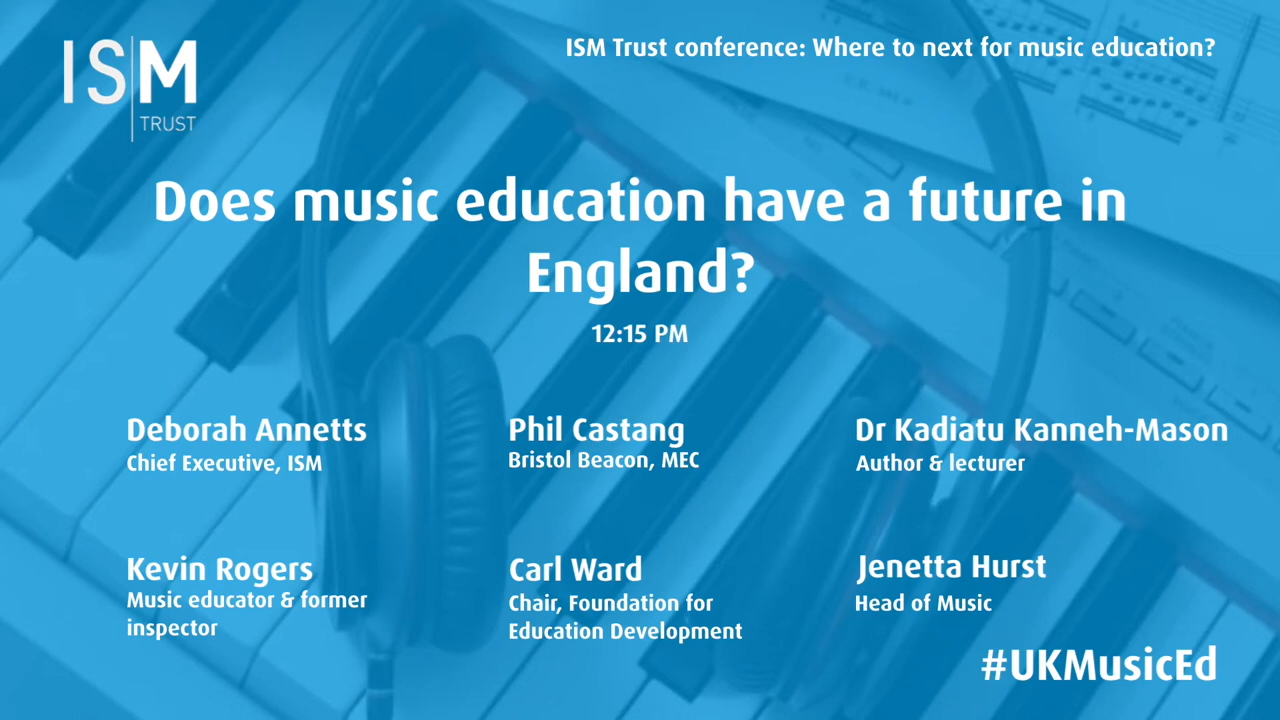 ISM
TRUST
ISM Trust conference: Where to next for music education?
Does music education have a future in
England?
12:15 PM
Deborah Annetts
Chief Executive, ISM
Phil Castang
Bristol Beacon, MEC
Dr Kadiatu Kanneh-Mason
Author & lecturer
Kevin Rogers
Music educator & former
inspector
Carl Ward
Chair, Foundation for
Education Development
Jenetta Hurst
Head of Music
#UKMusicEd